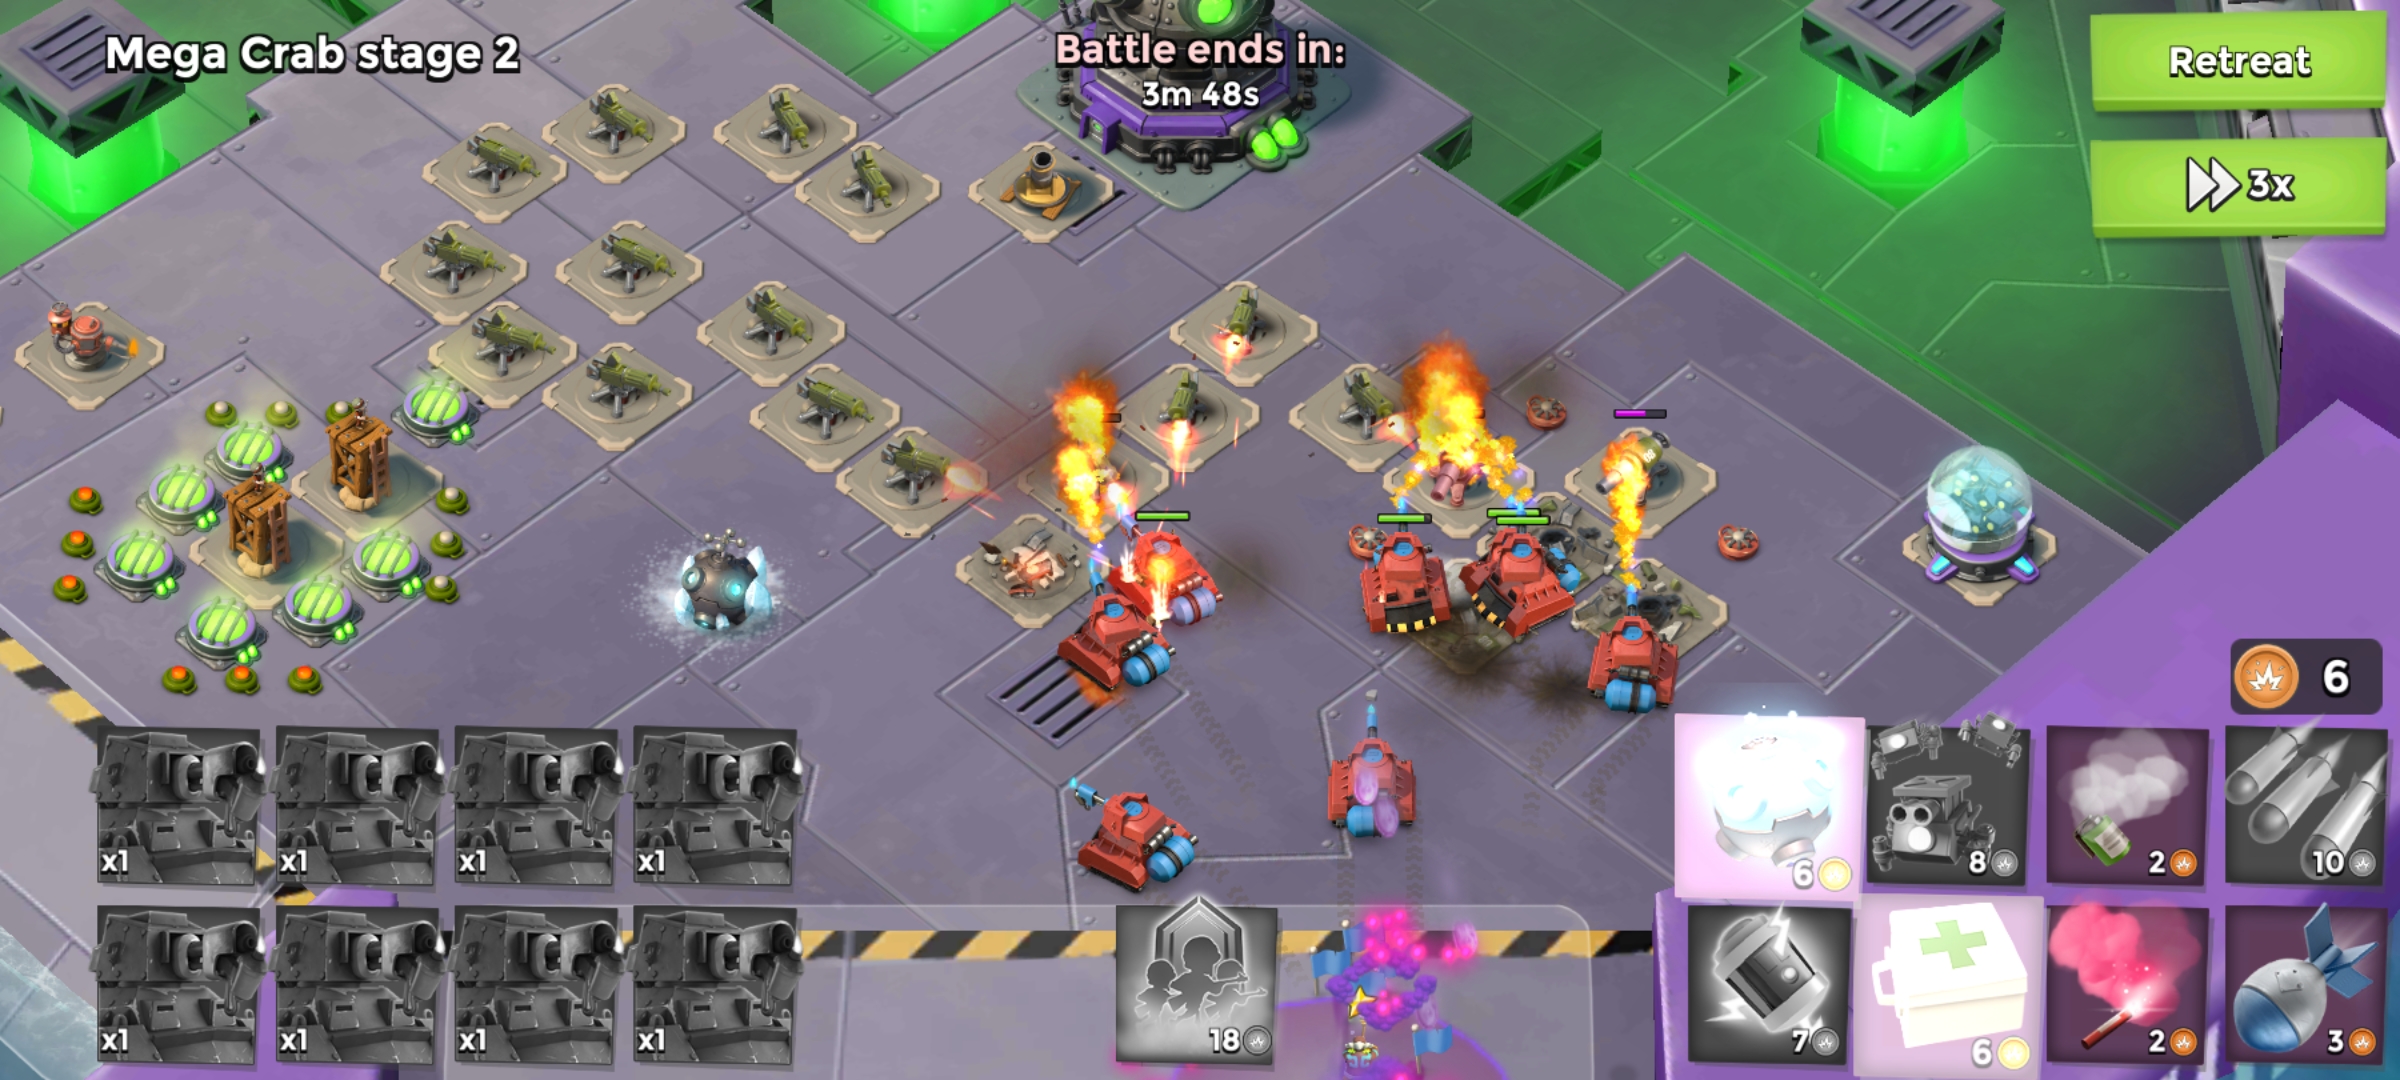 Mega Crab stage 2
Battle ends in:
3m 48s
Retreat
3x
6
x1
x1
x1
x1
6
8
2
10
x1
x1
x1
x1
18
7
6
2
3